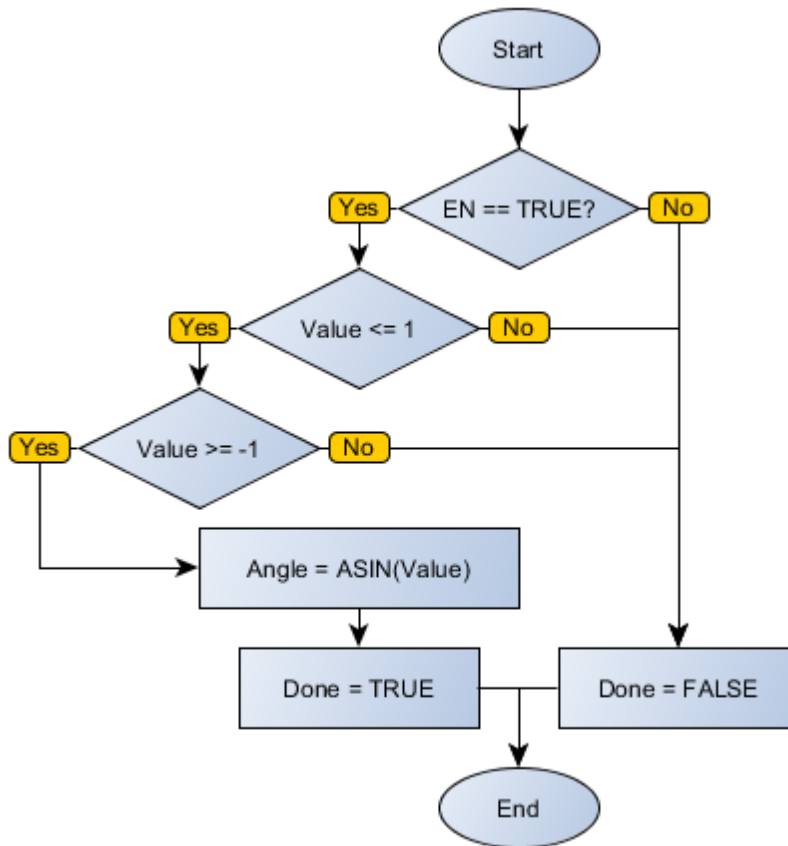 Start
EN == TRUE?
Yes
No
Value <= 1
Yes
No
Value >= -1
Yes
No
Angle = ASIN(Value)
Done = TRUE
Done = FALSE
End